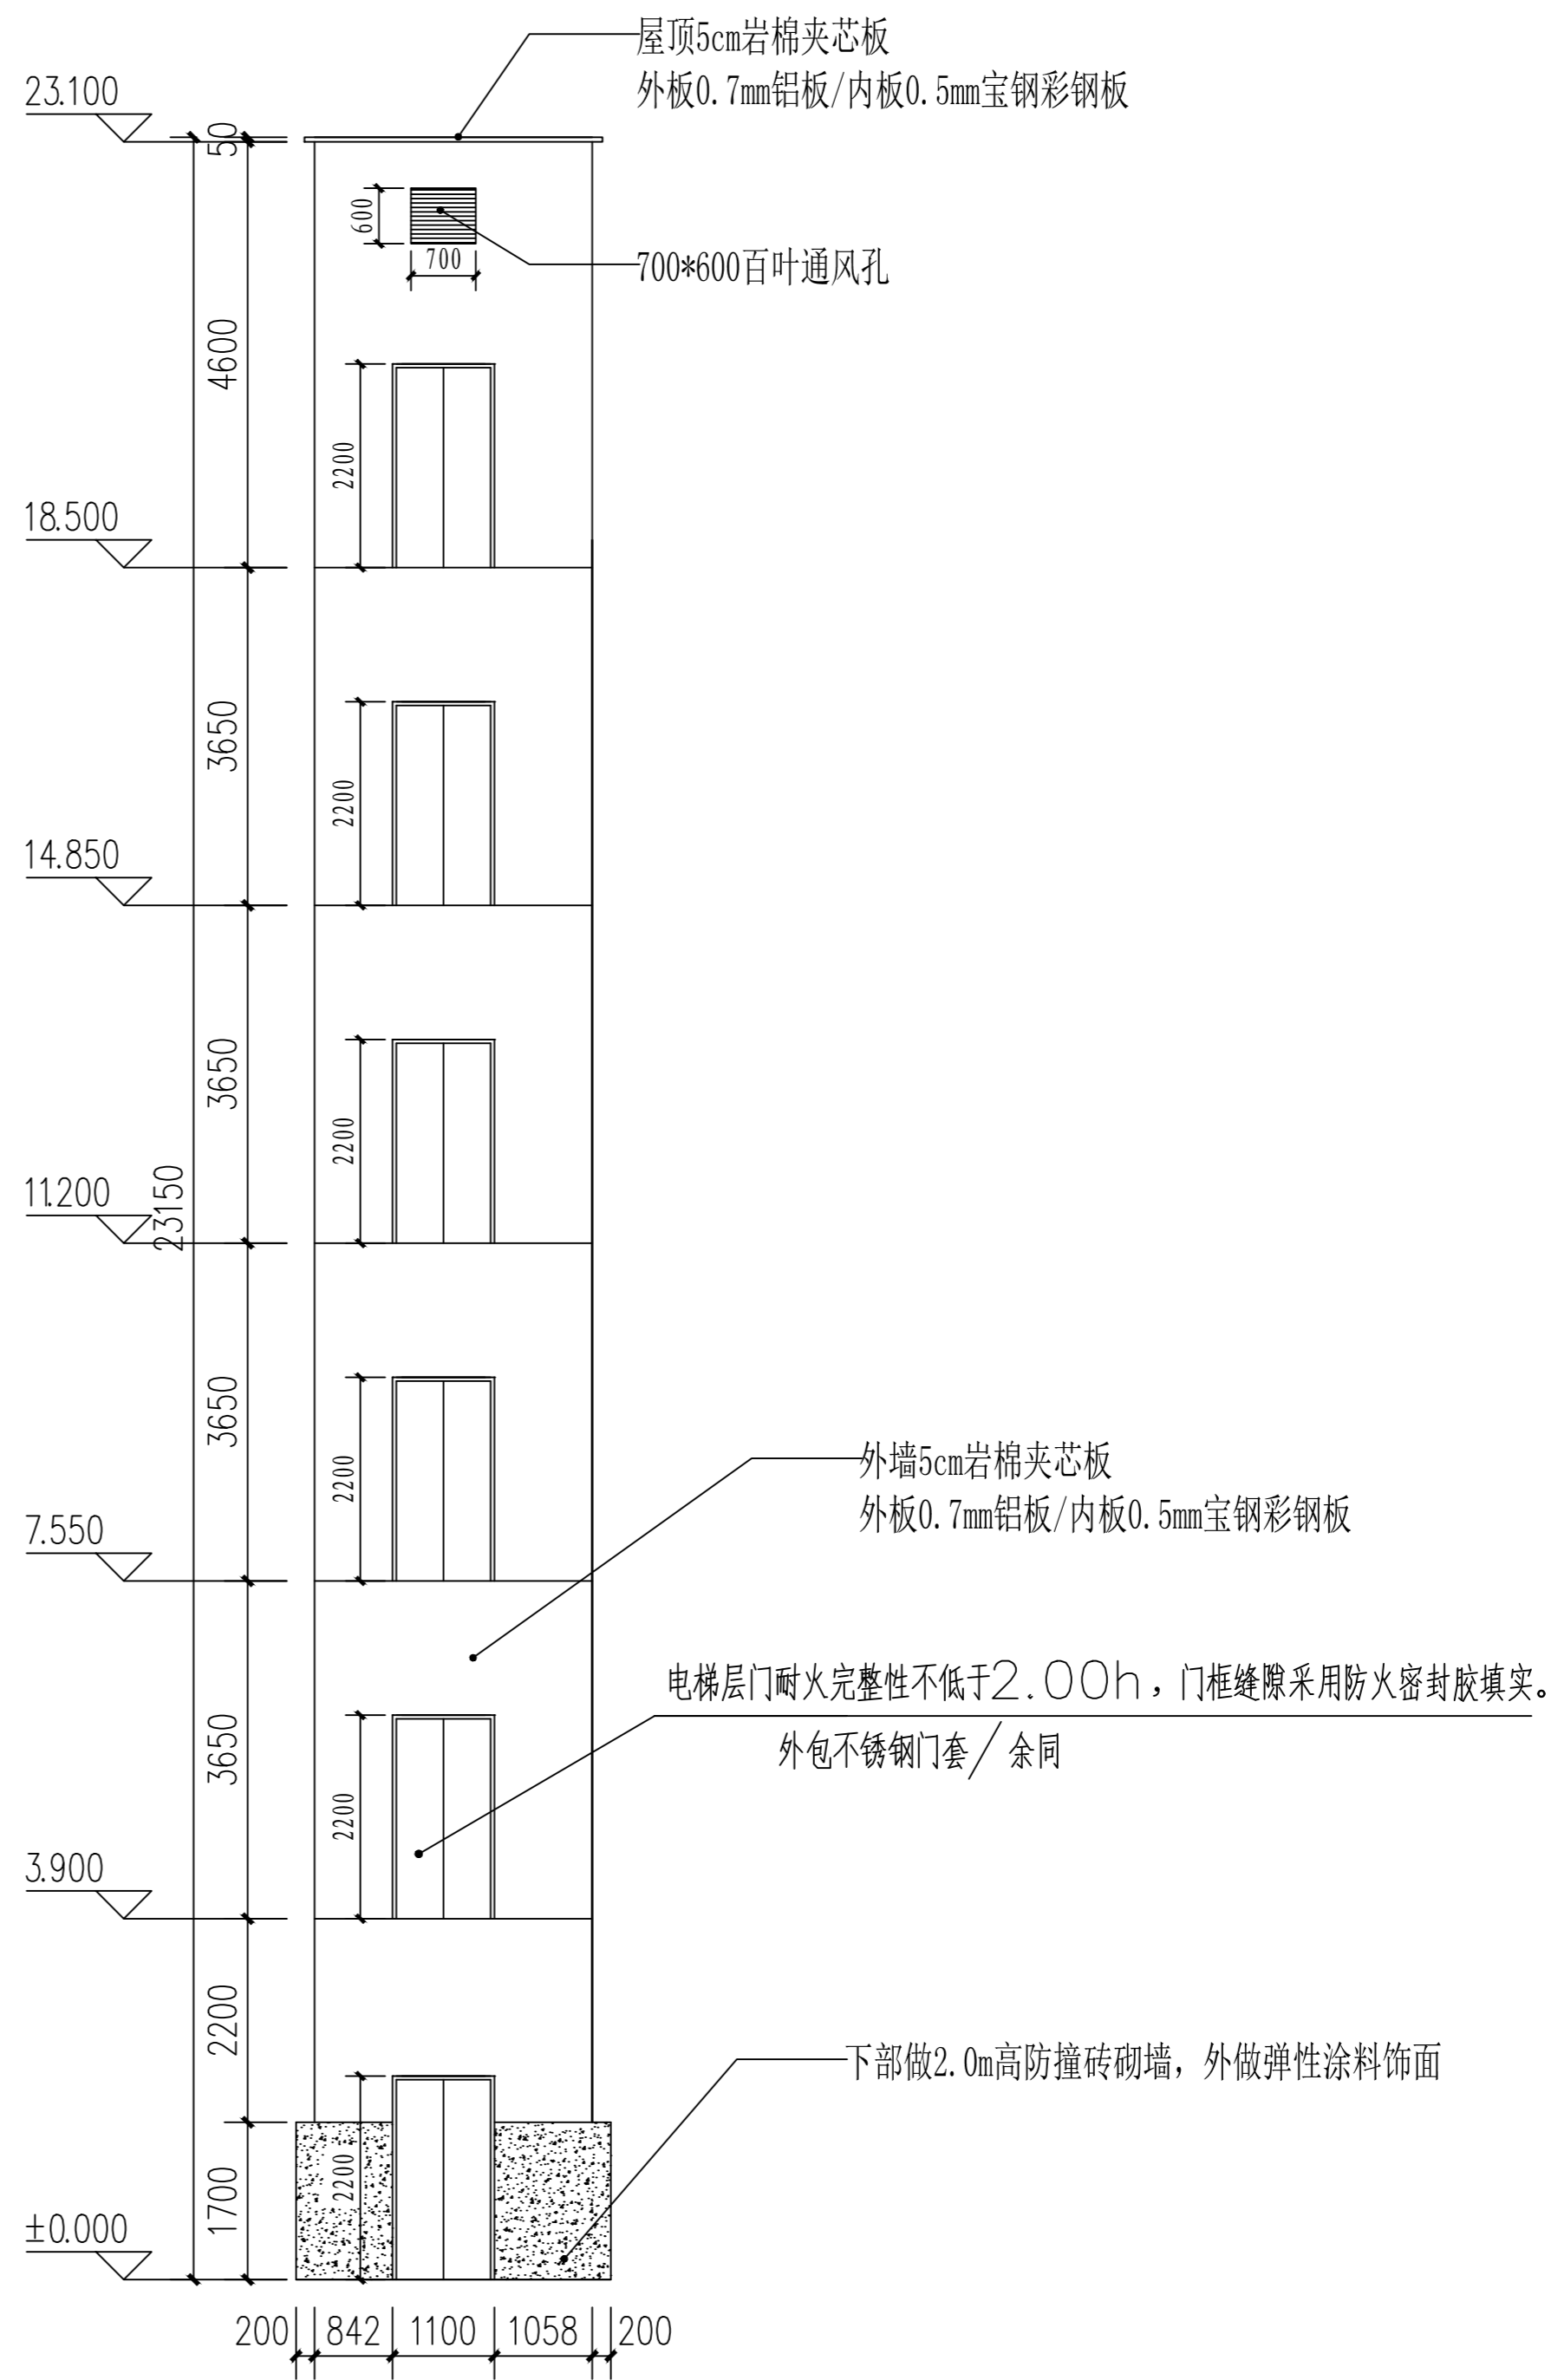 屋顶5cm岩棉夹芯板
外板0.7mm铝板/内板0.5mm宝钢彩钢板
23.100
50
600
700
700*600百叶通风孔
4600
2200
18.500
3650
2200
14.850
3650
2200
11.200
23150
3650
2200
外墙5cm岩棉夹芯板
外板0.7mm铝板/内板0.5mm宝钢彩钢板
7.550
电梯层门耐火完整性不低于2.00h，门框缝隙采用防火密封胶填实。
外包不锈钢门套/余同
3650
2200
3.900
2200
下部做2.0m高防撞砖砌墙，外做弹性涂料饰面
2200
1700
±0.000
200 842 1100 1058 200